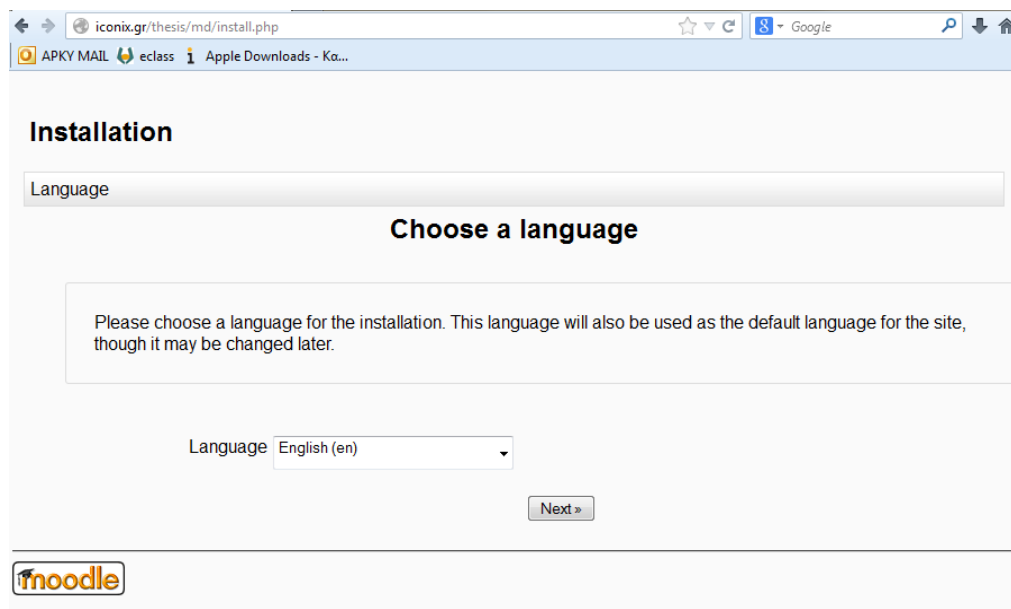 iconix.gr/thesis/md/install.php
8 Google
APKY MAIL eclass Apple Downloads - Κα...
Installation
Language
Choose a language
Please choose a language for the installation. This language will also be used as the default language for the site,
though it may be changed later.
Language English (en)
Next »
moodle